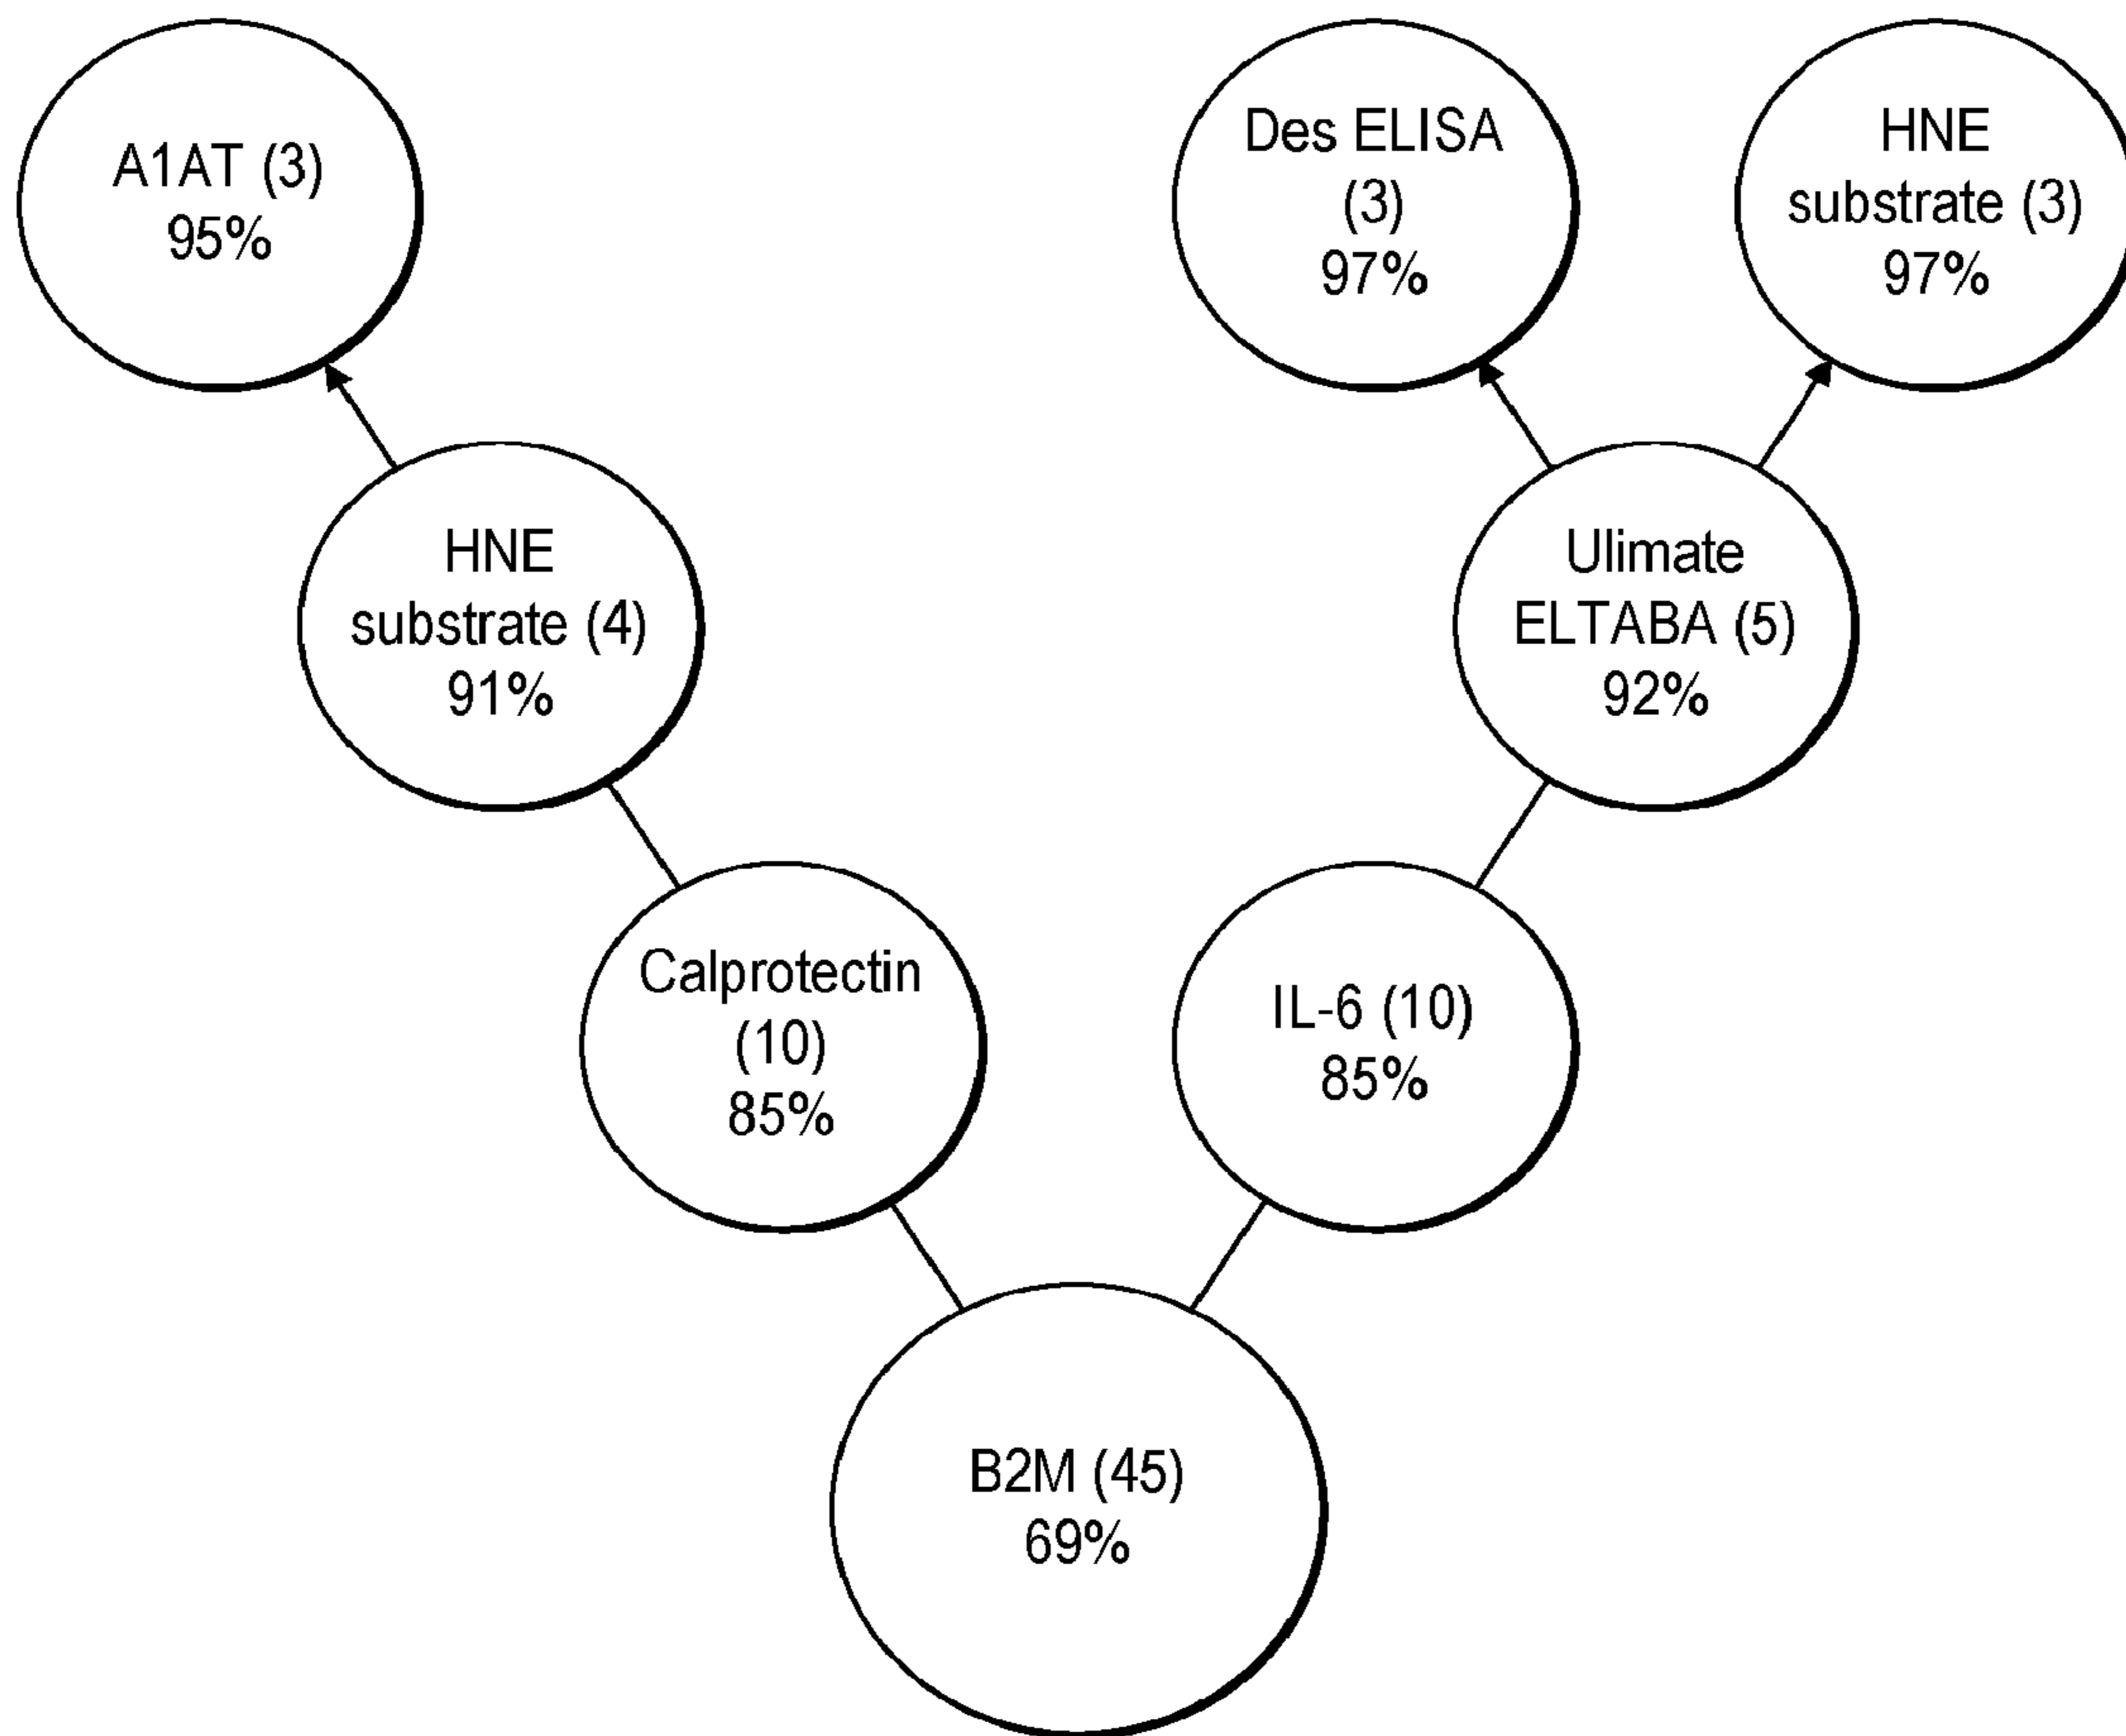 A1AT (3)
95%
Des ELISA
(3)
97%
HNE
substrate (3)
97%
HNE
substrate (4)
91%
Ulimate
ELTABA (5)
92%
Calprotectin
(10)
85%
IL-6 (10)
85%
B2M (45)
69%